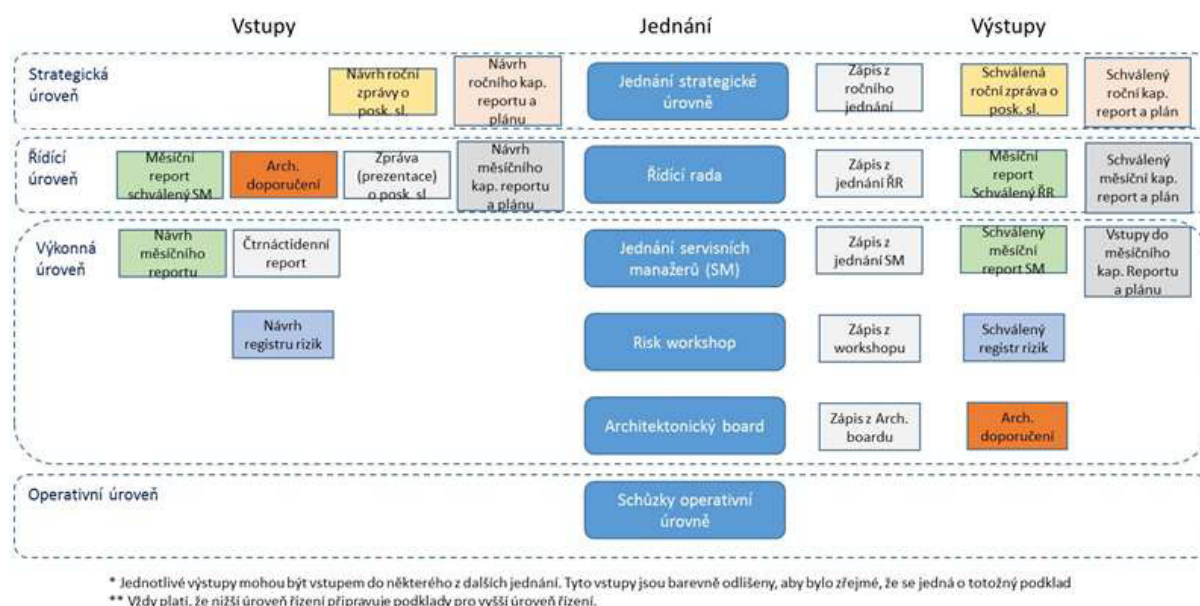 Vstupy
Jednání
Výstupy
Strategická
úroveň
Návrh roční
zprávy o
posk. sl.
Návrh
ročního kap.
reportu a
plánu
Jednání strategické
úrovně
Zápis z
ročního
jednání
Schválená
roční zpráva o
posk. sl.
Schválený
roční kap.
report a plán
Řídící
úroveň
Měsíční
report
schválený SM
Arch.
doporučení
Zpráva
(prezentace)
o posk. sl
Návrh
měsíčního
kap. reportu
a plánu
Řídící rada
Zápis z
jednání ŘR
Měsíční
report
Schválený ŘR
Schválený
měsíční kap.
report a plán
Výkonná
úroveň
Návrh
měsíčního
reportu
Čtrnáctidenní
report
Jednání servisních
manažerů (SM)
Zápis z
jednání SM
Schválený
měsíční
report SM
Vstupy do
měsíčního
kap. Reportu
a plánu
Návrh
registru rizik
Risk workshop
Zápis z
workshopu
Schválený
registr rizik
Architektonický board
Zápis z Arch.
boardu
Arch.
doporučení
Operativní úroveň
Schůzky operativní
úrovně
* Jednotlivé výstupy mohou být vstupem do některého z dalších jednání. Tyto vstupy jsou barevně odlišeny, aby bylo zřejmé, že se jedná o totožný podklad
** Vždy platí, že nižší úroveň řízení připravuje podklady pro vyšší úroveň řízení.